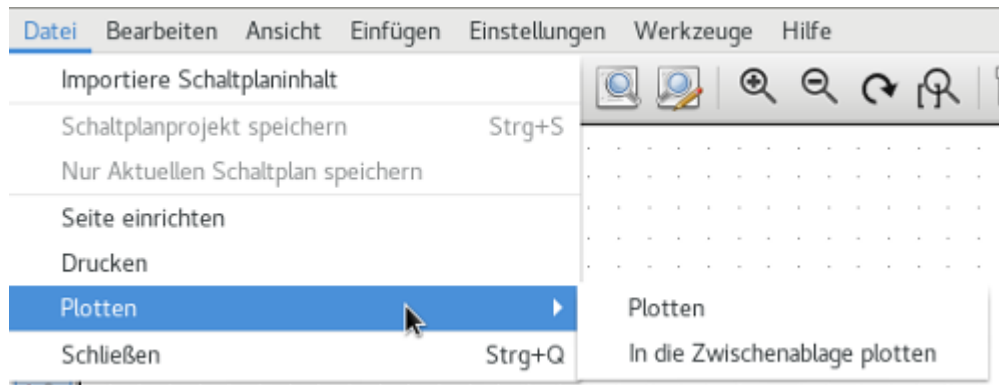 Datei Bearbeiten Ansicht Einfügen Einstellungen Werkzeuge Hilfe
Importiere Schaltplaninhalt
Schaltplanprojekt speichern Strg+S
Nur Aktuellen Schaltplan speichern
Seite einrichten
Drucken
Plotten Plotten
Schließen Strg+Q In die Zwischenablage plotten